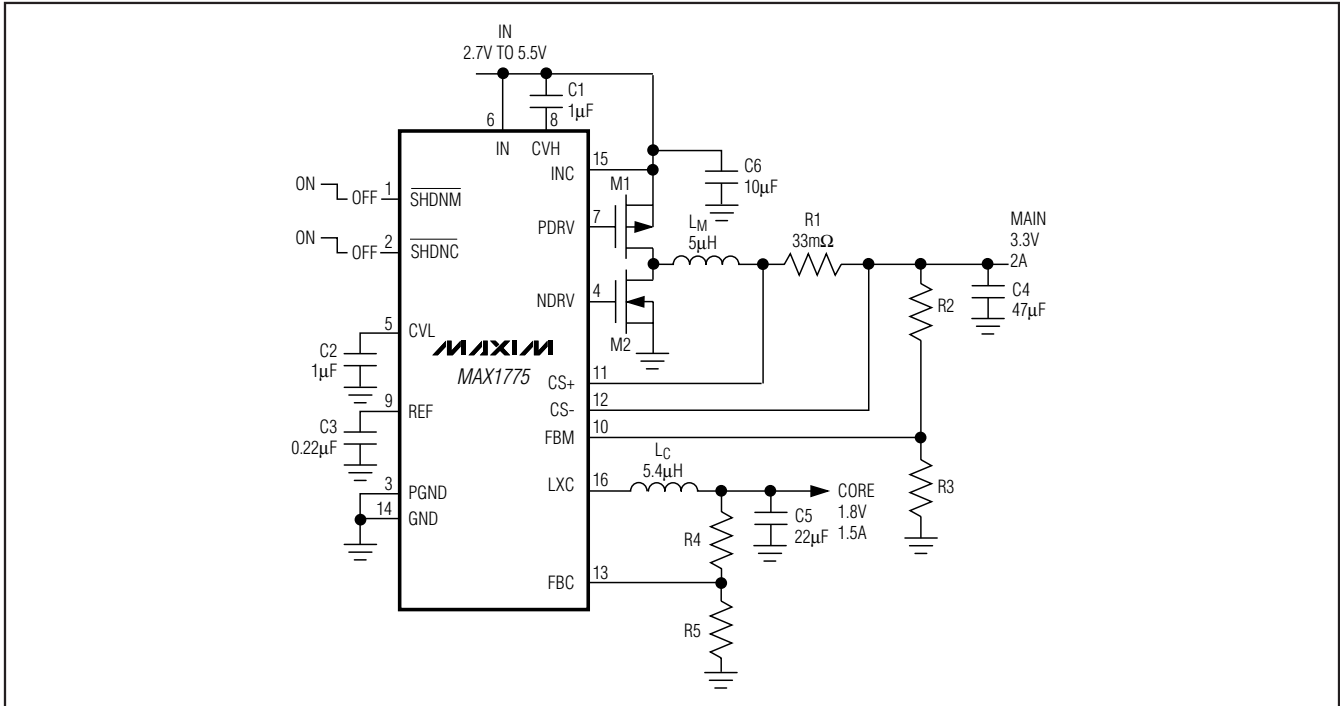 IN
2.7V TO 5.5V
C1
1μF
6
8
IN
CVH
15
INC
C6
10μF
ON
OFF
1
SHDNM
M1
7
PDRV
LM
5μH
R1
33mΩ
MAIN
3.3V
2A
ON
OFF
2
SHDNC
4
NDRV
M2
R2
C4
47μF
5
CVL
C2
1μF
MAXIM
MAX1775
11
CS+
12
CS-
9
REF
C3
0.22μF
10
FBM
LC
5.4μH
16
LXC
R3
3
PGND
14
GND
CORE
1.8V
1.5A
C5
22μF
R4
13
FBC
R5